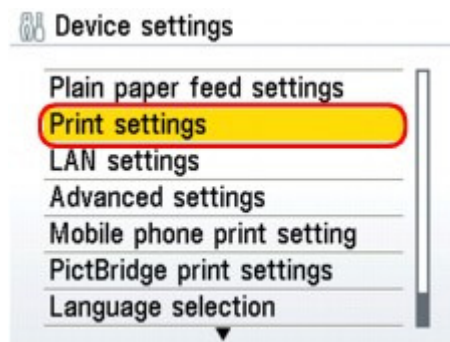 Device settings
Plain paper feed settings
Print settings
LAN settings
Advanced settings
Mobile phone print setting
PictBridge print settings
Language selection